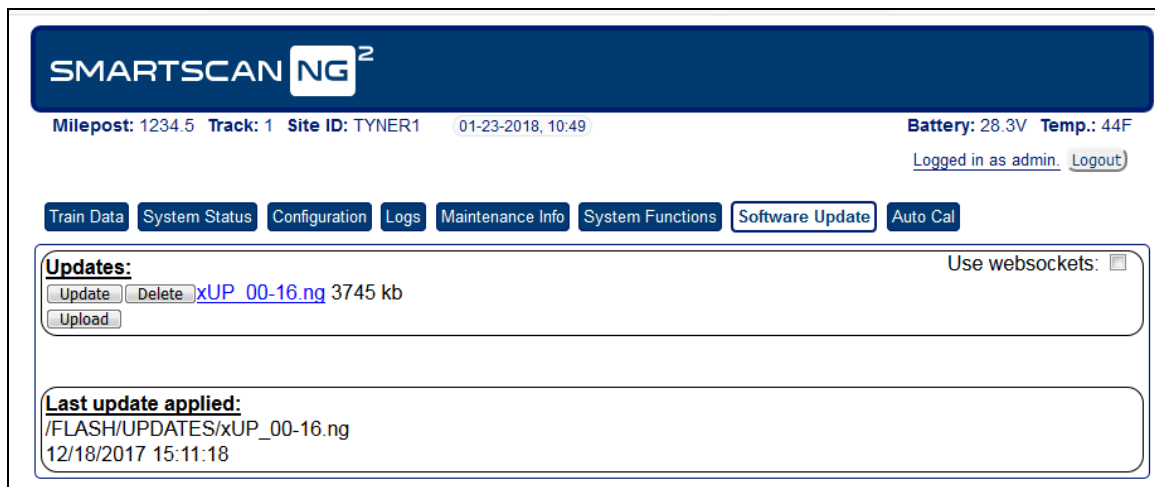 SMARTSCAN NG2
Milepost: 1234.5 Track: 1 Site ID: TYNER1 01-23-2018, 10:49 Battery: 28.3V Temp.: 44F
Logged in as admin. Logout
Train Data System Status Configuration Logs Maintenance Info System Functions Software Update Auto Cal
Updates: Use websockets:
Update Delete xUP_00-16.ng 3745 kb
Upload
Last update applied:
/FLASH/UPDATES/xUP_00-16.ng
12/18/2017 15:11:18